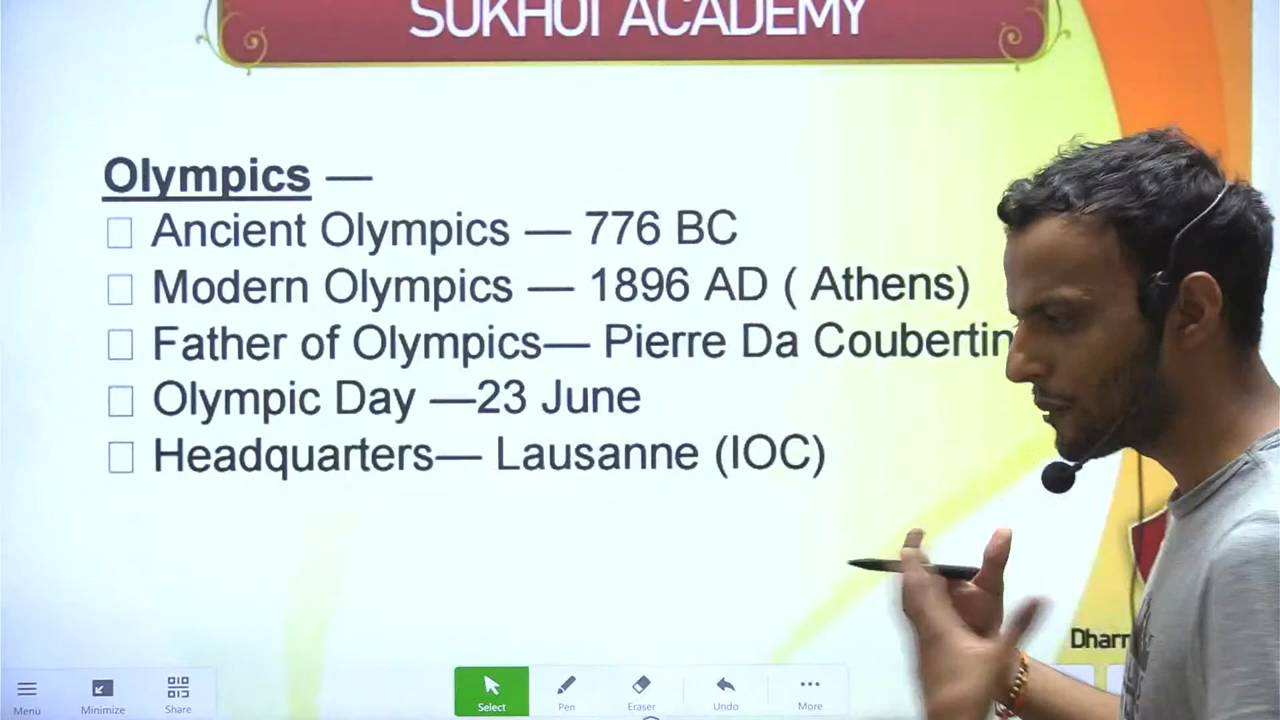 SUKHOI ACADEMY
Olympics —
Ancient Olympics — 776 BC
Modern Olympics — 1896 AD ( Athens)
Father of Olympics— Pierre Da Coubertin
Olympic Day —23 June
Headquarters— Lausanne (IOC)
Menu
Minimize
Share
Select
Pen
Eraser
Undo
More